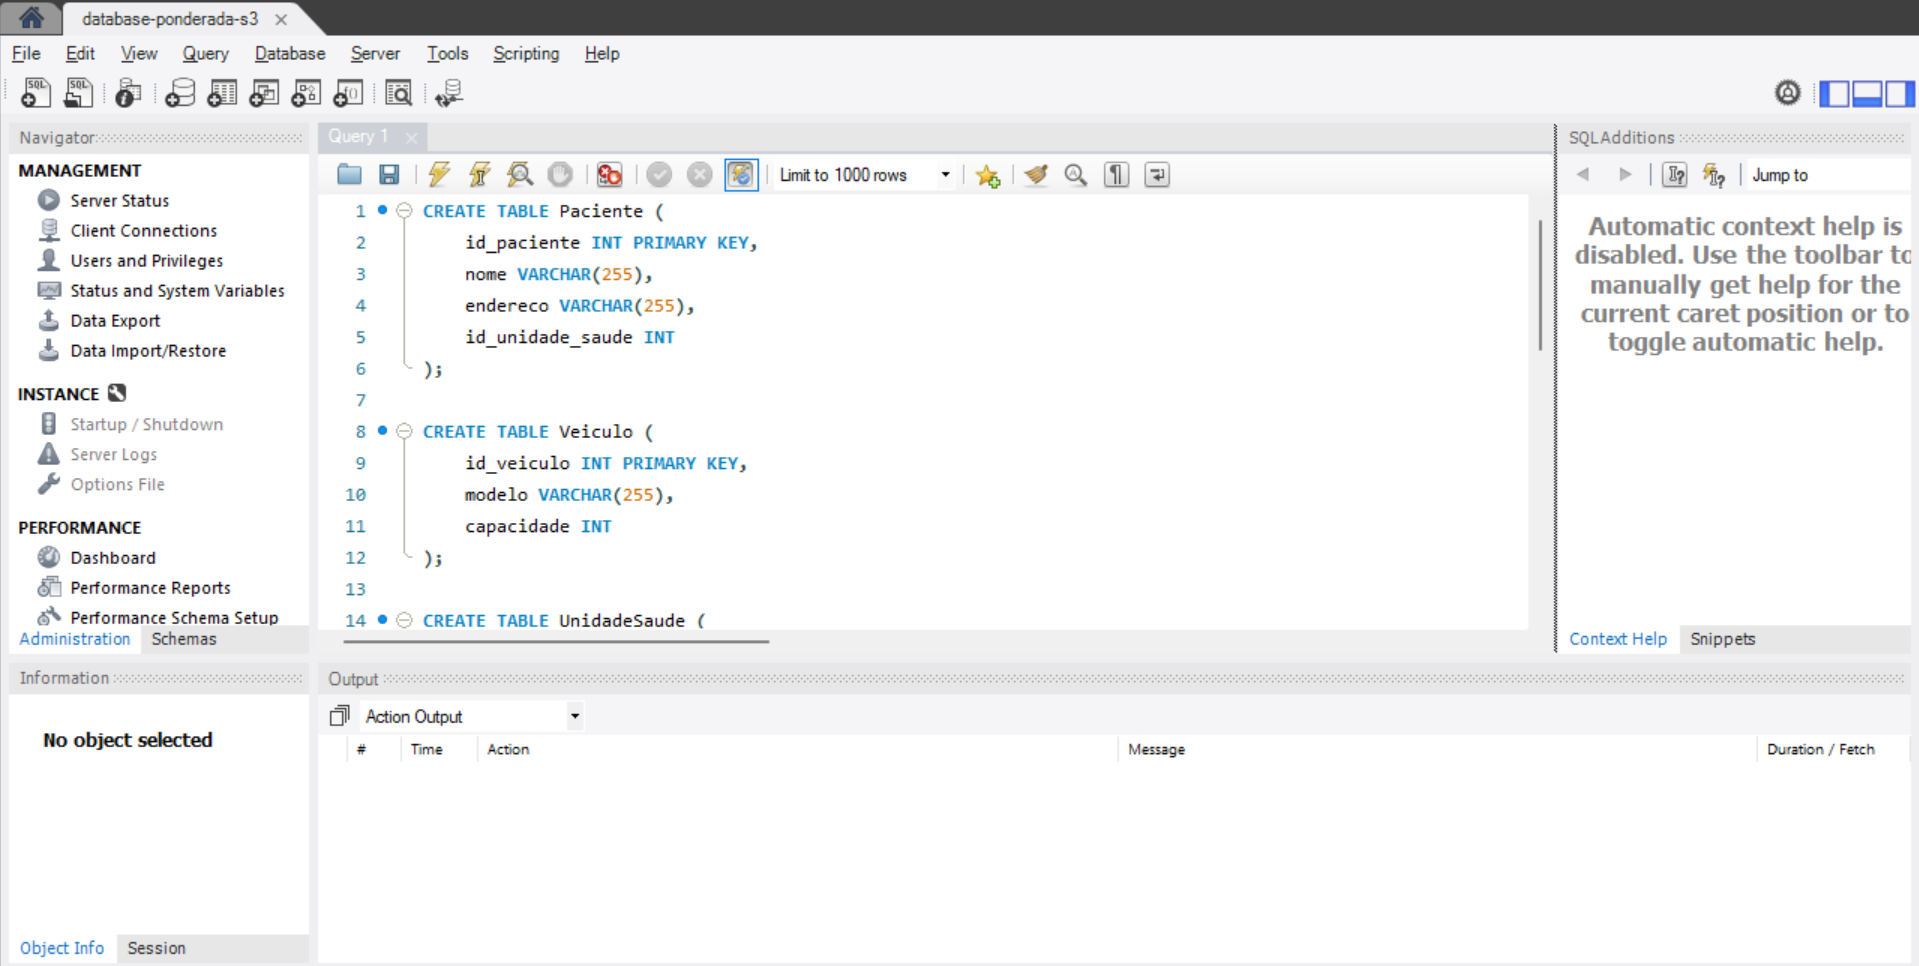 database-ponderada-s3
File Edit View Query Database Server Tools Scripting Help
Navigator
MANAGEMENT
Server Status
Client Connections
Users and Privileges
Status and System Variables
Data Export
Data Import/Restore
INSTANCE
Startup / Shutdown
Server Logs
Options File
PERFORMANCE
Dashboard
Performance Reports
Performance Schema Setup
Administration Schemas
Information
No object selected
Object Info Session
Query 1
Limit to 1000 rows
1 CREATE TABLE Paciente (
2 id_paciente INT PRIMARY KEY,
3 nome VARCHAR(255),
4 endereco VARCHAR(255),
5 id_unidade_saude INT
6 );
7
8 CREATE TABLE Veiculo (
9 id_veiculo INT PRIMARY KEY,
10 modelo VARCHAR(255),
11 capacidade INT
12 );
13
14 CREATE TABLE UnidadeSaude (
SQLAdditions
Jump to
Automatic context help is
disabled. Use the toolbar to
manually get help for the
current caret position or to
toggle automatic help.
Context Help Snippets
Output
Action Output
# Time Action Message Duration / Fetch